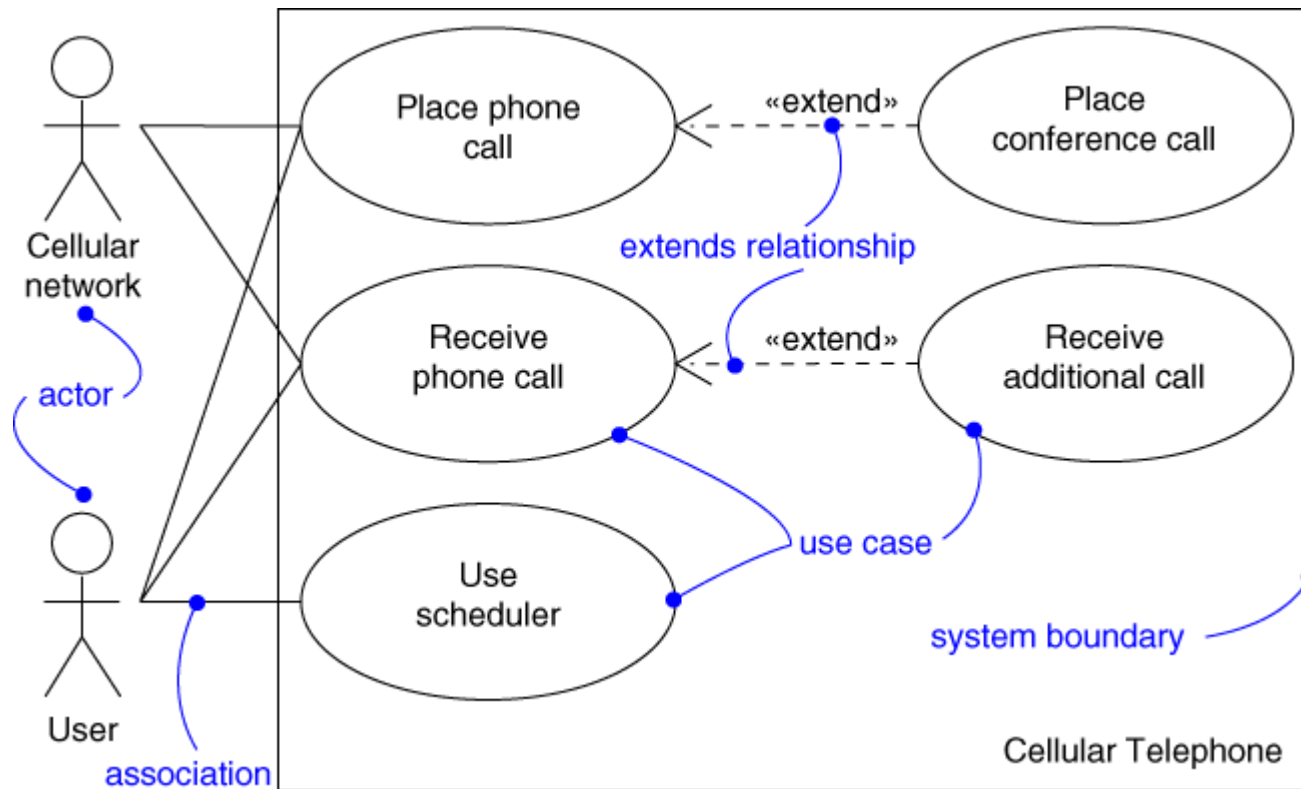 Place phone
call
«extend»
Place
conference call
Cellular
network
extends relationship
Receive
phone call
«extend»
Receive
additional call
actor
use case
Use
scheduler
system boundary
User
association
Cellular Telephone